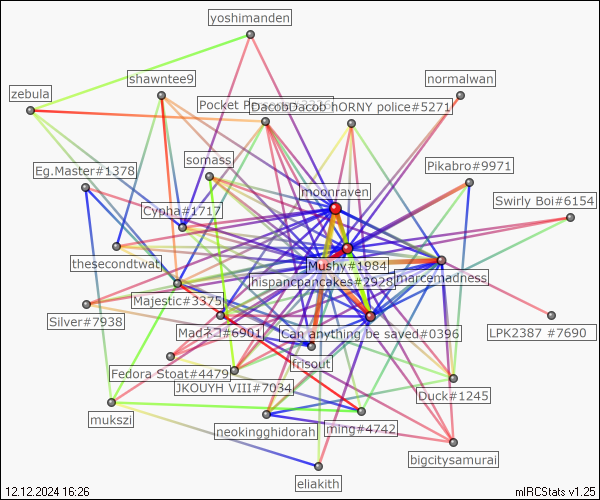 yoshimanden
shawntee9
normalwan
zebula
Pocket
DacobDacob hORNY police#5271
somass
Pikabro#9971
Eg.Master#1378
moonraven
Swirly Boi#6154
Cypha#1717
thesecondtwat
Mushy#1984
marcemadness
hispancpancakes#2928
Majestic#3375
Silver#7938
Can anything be saved#0396
LPK2387 #7690
frisout
Fedora Stoat#4479
JKOUYH VIII#7034
Duck#1245
mukszi
neokingghidorah
ming#4742
bigcitysamurai
eliakith
12.12.2024 16:26
mIRCStats v1.25